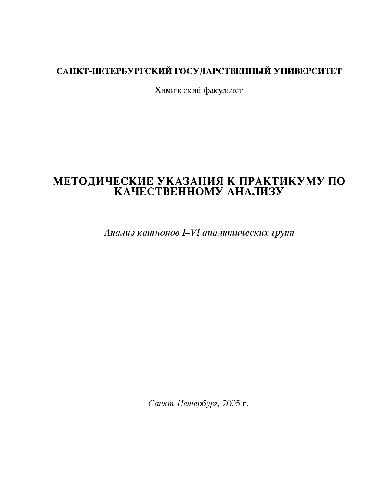 САНКТ-ПЕТЕРБУРГСКИЙ ГОСУДАРСТВЕННЫЙ УНИВЕРСИТЕТ
Химический факультет
МЕТОДИЧЕСКИЕ УКАЗАНИЯ К ПРАКТИКУМУ ПО
КАЧЕСТВЕННОМУ АНАЛИЗУ
Анализ катионов I–VI аналитических групп
Санкт-Петербург, 2005 г.